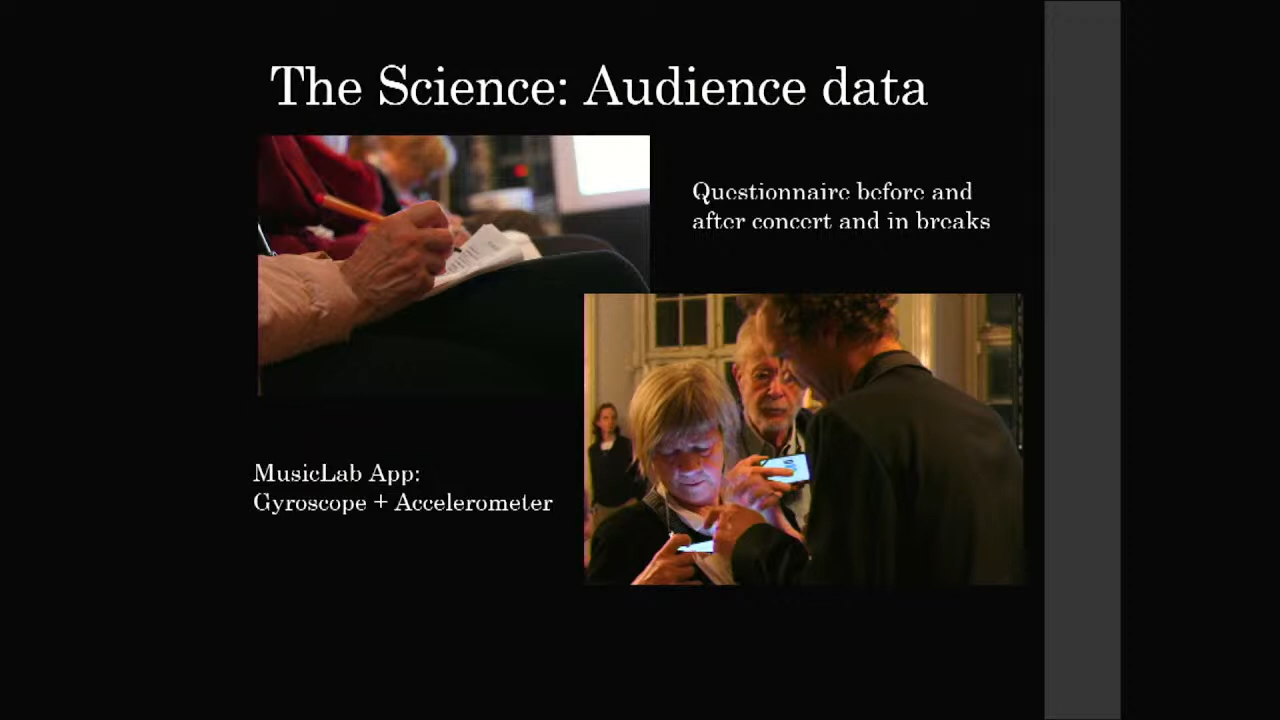 The Science: Audience data
Questionnaire before and
after concert and in breaks
MusicLab App:
Gyroscope + Accelerometer